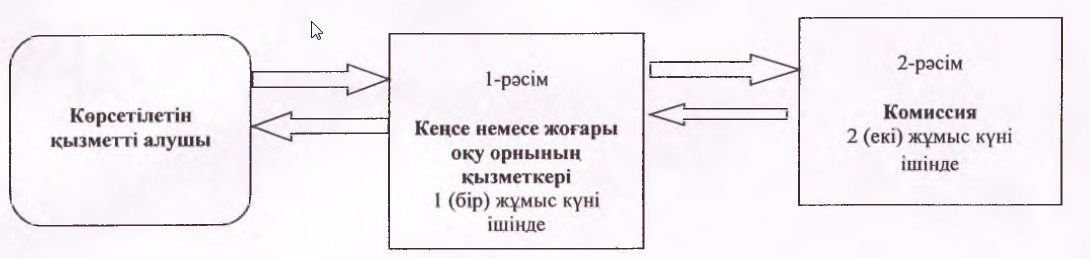 Көрсетілетін
қызметті алушы
1-рәсім
Кеңсе немесе жоғары
оқу орнының
қызметкері
1 (бір) жұмыс күні
ішінде
2-рәсім
Комиссия
2 (екі) жұмыс күні
ішінде